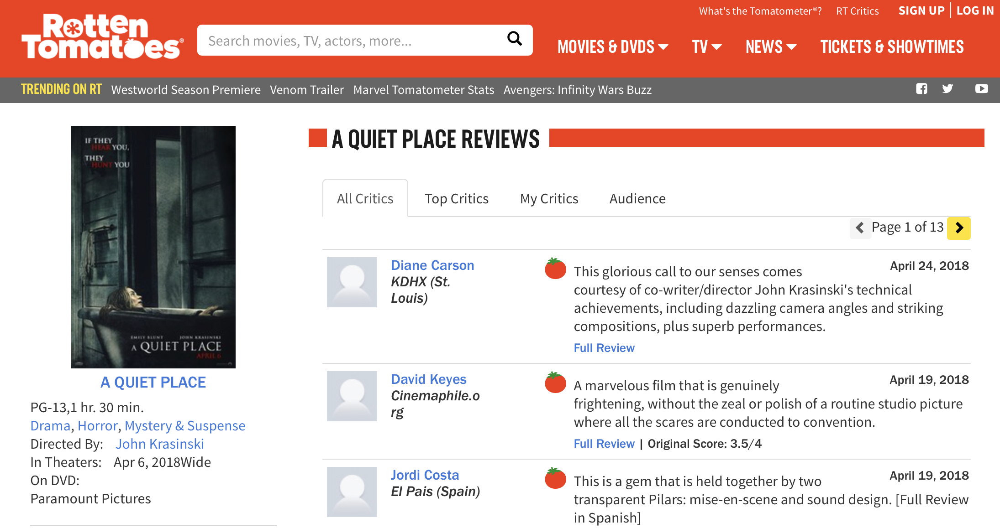 What's the Tomatometer®? RT Critics SIGN UP LOG IN
Rotten
Tomatoes®
Search movies, TV, actors, more...
MOVIES & DVDS TV NEWS TICKETS & SHOWTIMES
TRENDING ON RT Westworld Season Premiere Venom Trailer Marvel Tomatometer Stats Avengers: Infinity Wars Buzz
IF THEY
HEAR YOU,
THEY
HUNT YOU
EMILY BLUNT JOHN KRASINSKI
A QUIET PLACE
APRIL 6
A QUIET PLACE
PG-13,1 hr. 30 min.
Drama, Horror, Mystery & Suspense
Directed By: John Krasinski
In Theaters: Apr 6, 2018Wide
On DVD:
Paramount Pictures
A QUIET PLACE REVIEWS
All Critics Top Critics My Critics Audience
Page 1 of 13
Diane Carson
KDHX (St.
Louis)
April 24, 2018
This glorious call to our senses comes
courtesy of co-writer/director John Krasinski's technical
achievements, including dazzling camera angles and striking
compositions, plus superb performances.
Full Review
David Keyes
Cinemaphile.o
rg
April 19, 2018
A marvelous film that is genuinely
frightening, without the zeal or polish of a routine studio picture
where all the scares are conducted to convention.
Full Review | Original Score: 3.5/4
Jordi Costa
El Pais (Spain)
April 19, 2018
This is a gem that is held together by two
transparent Pilars: mise-en-scene and sound design. [Full Review
in Spanish]